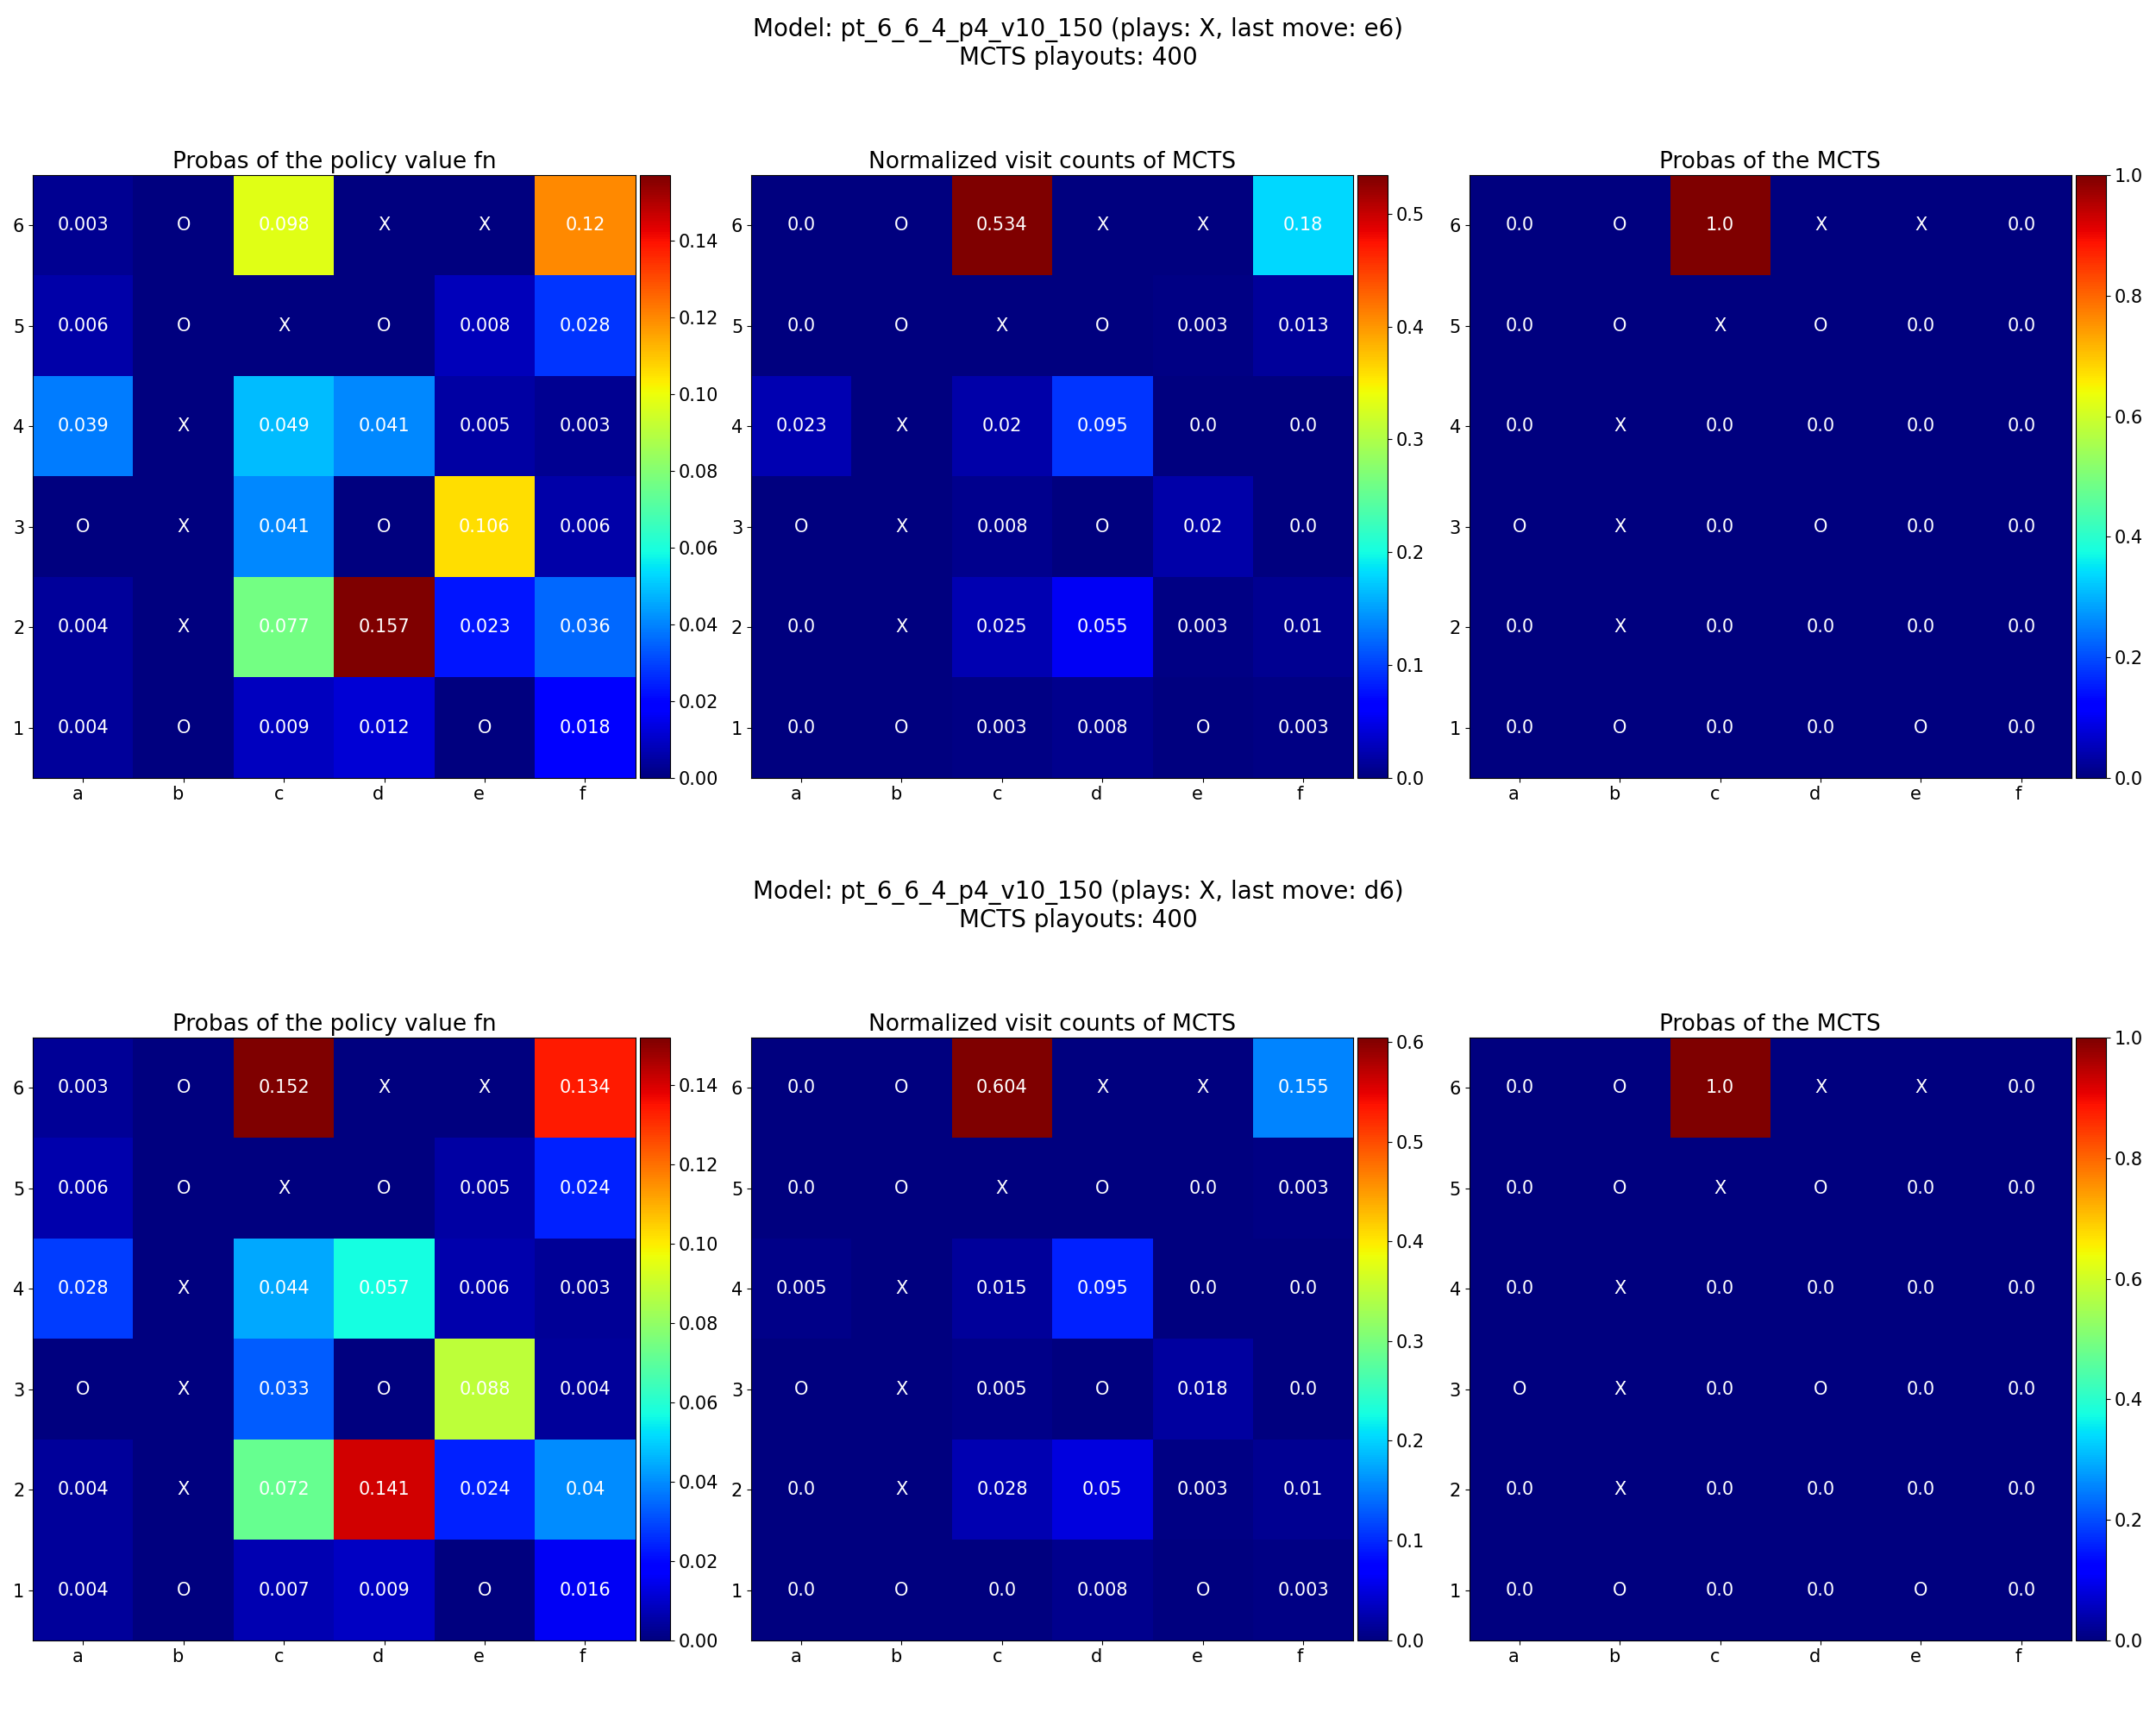 Model: pt_6_6_4_p4_v10_150 (plays: X, last move: e6)
MCTS playouts: 400
Probas of the policy value fn
6 0.003 O 0.098 X X 0.12
5 0.006 O X O 0.008 0.028
4 0.039 X 0.049 0.041 0.005 0.003
3 O X 0.041 O 0.106 0.006
2 0.004 X 0.077 0.157 0.023 0.036
1 0.004 O 0.009 0.012 O 0.018
a b c d e f
0.14
0.12
0.10
0.08
0.06
0.04
0.02
0.00
Normalized visit counts of MCTS
6 0.0 O 0.534 X X 0.18
5 0.0 O X O 0.003 0.013
4 0.023 X 0.02 0.095 0.0 0.0
3 O X 0.008 O 0.02 0.0
2 0.0 X 0.025 0.055 0.003 0.01
1 0.0 O 0.003 0.008 O 0.003
a b c d e f
0.5
0.4
0.3
0.2
0.1
0.0
Probas of the MCTS
6 0.0 O 1.0 X X 0.0
5 0.0 O X O 0.0 0.0
4 0.0 X 0.0 0.0 0.0 0.0
3 O X 0.0 O 0.0 0.0
2 0.0 X 0.0 0.0 0.0 0.0
1 0.0 O 0.0 0.0 O 0.0
a b c d e f
1.0
0.8
0.6
0.4
0.2
0.0
Model: pt_6_6_4_p4_v10_150 (plays: X, last move: d6)
MCTS playouts: 400
Probas of the policy value fn
6 0.003 O 0.152 X X 0.134
5 0.006 O X O 0.005 0.024
4 0.028 X 0.044 0.057 0.006 0.003
3 O X 0.033 O 0.088 0.004
2 0.004 X 0.072 0.141 0.024 0.04
1 0.004 O 0.007 0.009 O 0.016
a b c d e f
0.14
0.12
0.10
0.08
0.06
0.04
0.02
0.00
Normalized visit counts of MCTS
6 0.0 O 0.604 X X 0.155
5 0.0 O X O 0.0 0.003
4 0.005 X 0.015 0.095 0.0 0.0
3 O X 0.005 O 0.018 0.0
2 0.0 X 0.028 0.05 0.003 0.01
1 0.0 O 0.0 0.008 O 0.003
a b c d e f
0.6
0.5
0.4
0.3
0.2
0.1
0.0
Probas of the MCTS
6 0.0 O 1.0 X X 0.0
5 0.0 O X O 0.0 0.0
4 0.0 X 0.0 0.0 0.0 0.0
3 O X 0.0 O 0.0 0.0
2 0.0 X 0.0 0.0 0.0 0.0
1 0.0 O 0.0 0.0 O 0.0
a b c d e f
1.0
0.8
0.6
0.4
0.2
0.0